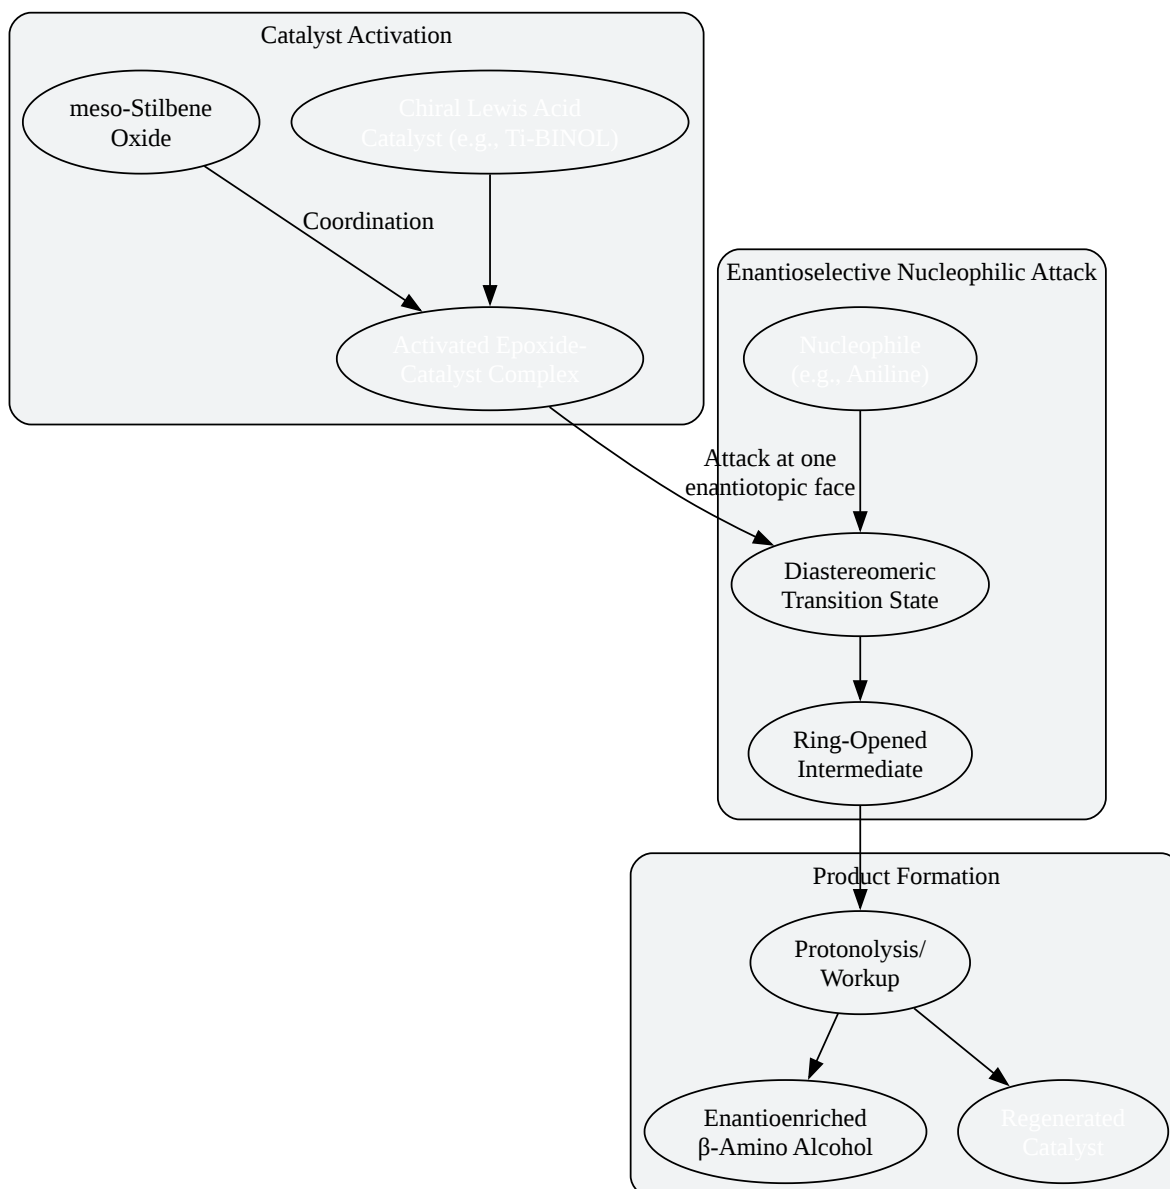 Catalyst Activation
meso-Stilbene
Oxide
Chiral Lewis Acid
Catalyst (e.g., Ti-BINOL)
Coordination
Activated Epoxide-
Catalyst Complex
Enantioselective Nucleophilic Attack
Nucleophile
(e.g., Aniline)
Attack at one
enantiotopic face
Diastereomeric
Transition State
Ring-Opened
Intermediate
Product Formation
Protonolysis/
Workup
Enantioenriched
β-Amino Alcohol
Regenerated
Catalyst